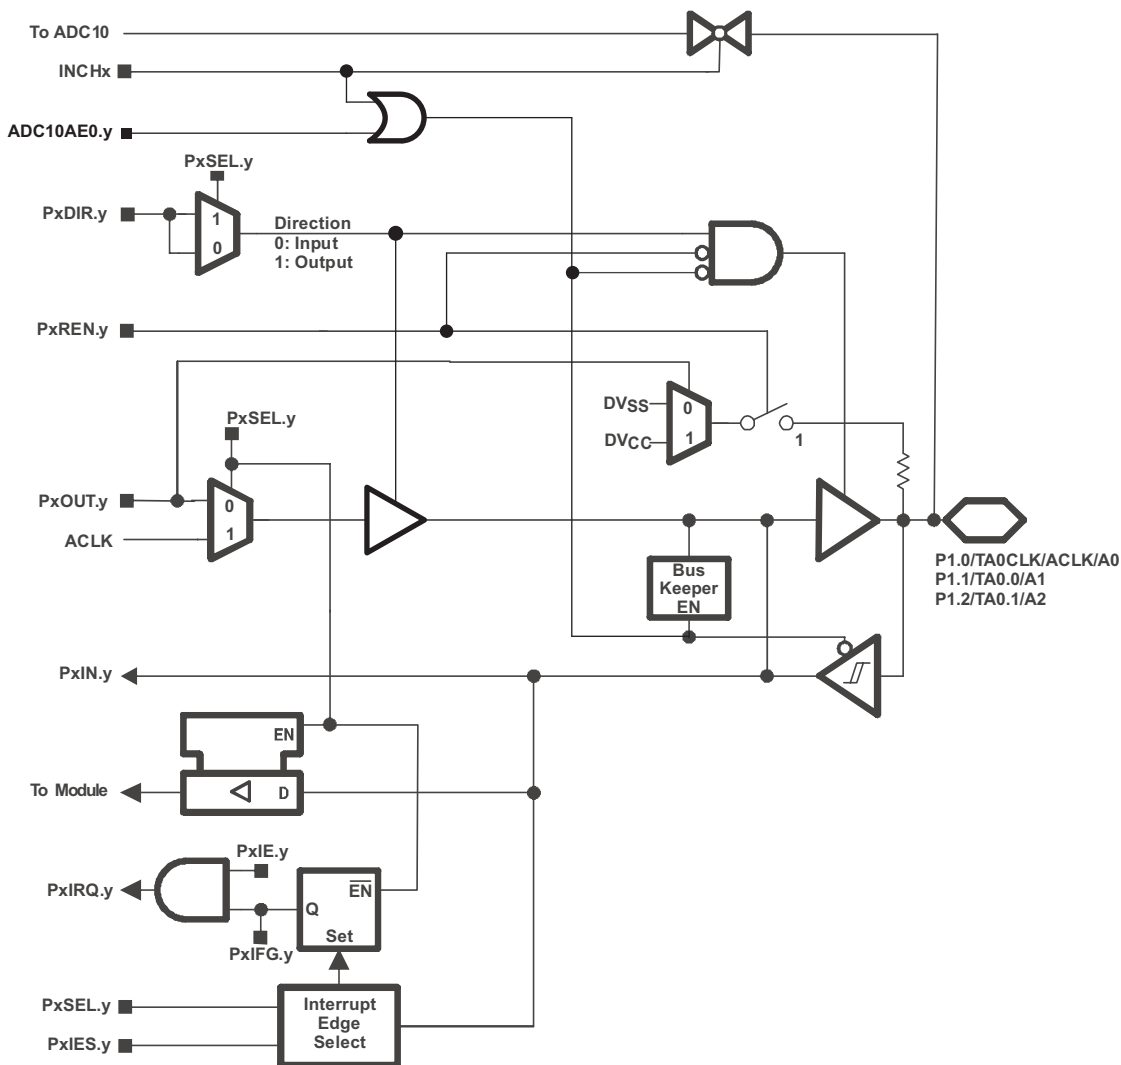 To ADC10
INCHx
ADC10AE0.y
PxSEL.y
PxDIR.y
1
0
Direction
0: Input
1: Output
PxREN.y
DVSS
0
DVCC
1
1
PxSEL.y
PxOUT.y
0
ACLK
1
Bus
Keeper
EN
P1.0/TA0CLK/ACLK/A0
P1.1/TA0.0/A1
P1.2/TA0.1/A2
PxIN.y
EN
To Module
D
PxIE.y
PxIRQ.y
EN
Q
Set
PxIFG.y
PxSEL.y
PxIES.y
Interrupt
Edge
Select